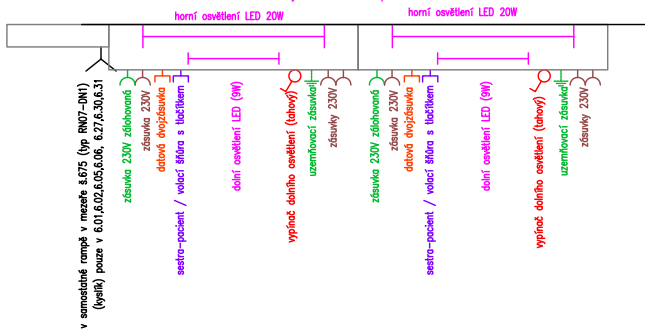 horní osvětlení LED 20W
horní osvětlení LED 20W
v samostatné rampě v mezeře š.675 (typ RN07-DN1)
(kyslík) pouze v 6.01,6.02,6.05,6.06, 6.27,6.30,6.31
zásuvka 230V zálohovaná
zásuvka 230V
datová dvojzásuvka
sestra-pacient / volací šňůra s tlačítkem
dolní osvětlení LED (9W)
vypínač dolního osvětlení (tahový)
uzemňovací zásuvka
zásuvky 230V
zásuvka 230V zálohovaná
zásuvka 230V
datová dvojzásuvka
sestra-pacient / volací šňůra s tlačítkem
dolní osvětlení LED (9W)
vypínač dolního osvětlení (tahový)
uzemňovací zásuvka
zásuvky 230V